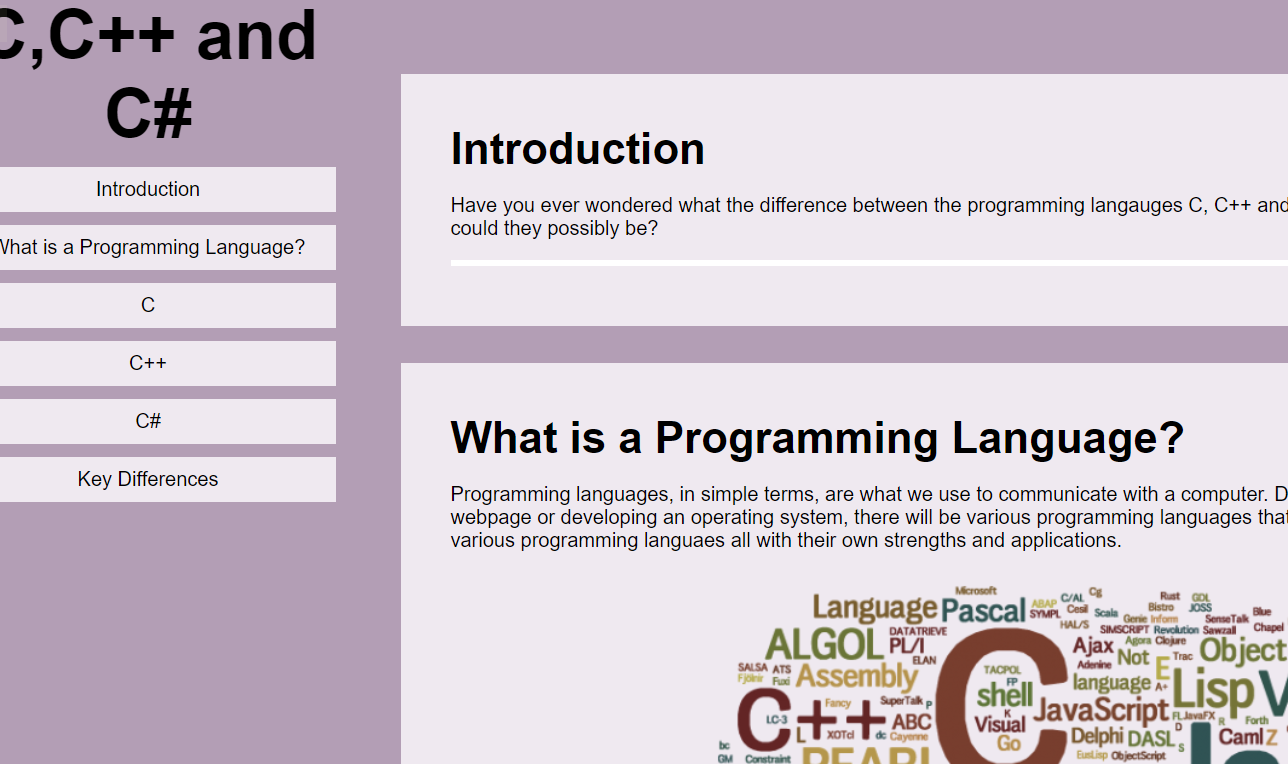 C,C++ and
C#
Introduction
What is a Programming Language?
C
C++
C#
Key Differences
Introduction
Have you ever wondered what the difference between the programming langauges C, C++ and
could they possibly be?
What is a Programming Language?
Programming languages, in simple terms, are what we use to communicate with a computer. D
webpage or developing an operating system, there will be various programming languages that
various programming languaes all with their own strengths and applications.
Microsoft
Language Pascal ABAP SYMPL C/AL Cesil Cg Scala Rust Bistro GDL JOSS
HAL/S Genie Inform SenseTalk Blue
ALGOL DATATRIEVE PL/I SIMSCRIPT Revolution Sawzall Chapel
ELAN C Ajax Agora Clojure Object
SALSA ATS TACPOL Adenine Not E Trac
Fjölnir Fuxi Assembly FP shell language A+ Lisp V
C++ LC-3 Fancy SuperTalk P K JavaScript FL JavaFX R Forth
L XOTcl dc ABC Cayenne Visual Go Delphi DASL D S Caml Z
bc EusLisp ObjectScript
GM Constraint